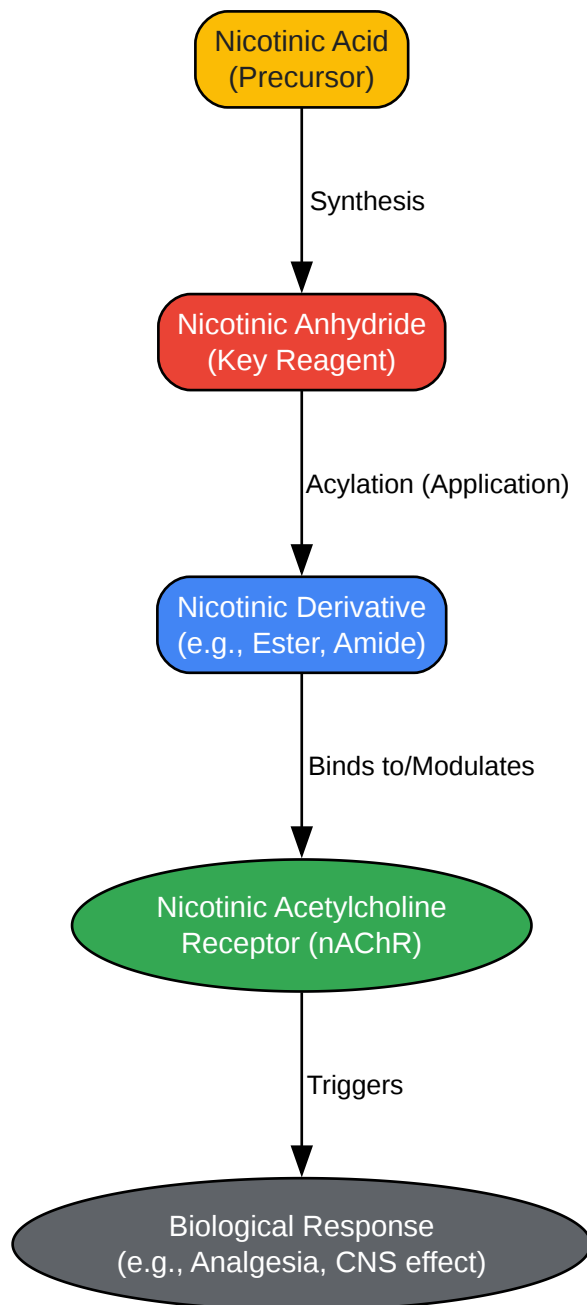 Nicotinic Acid
(Precursor)
Synthesis
Nicotinic Anhydride
(Key Reagent)
Acylation (Application)
Nicotinic Derivative
(e.g., Ester, Amide)
Binds to/Modulates
Nicotinic Acetylcholine
Receptor (nAChR)
Triggers
Biological Response
(e.g., Analgesia, CNS effect)